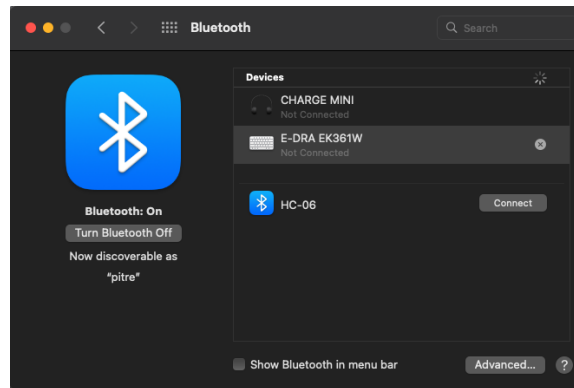 Bluetooth
Search
Devices
CHARGE MINI
Not Connected
E-DRA EK361W
Not Connected
HC-06
Connect
Bluetooth: On
Turn Bluetooth Off
Now discoverable as
"pitre"
Show Bluetooth in menu bar
Advanced...
?